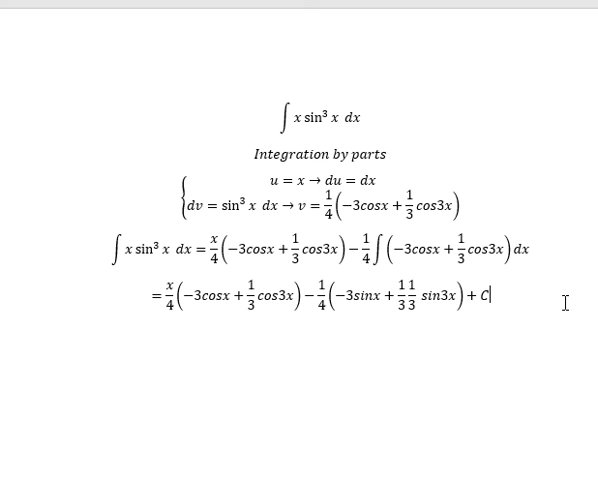 ∫ x sin³ x dx
Integration by parts
{ u = x → du = dx
dv = sin³ x dx → v = 1/4 (−3cosx + 1/3 cos3x)
∫ x sin³ x dx = x/4 (−3cosx + 1/3 cos3x) − 1/4 ∫ (−3cosx + 1/3 cos3x) dx
= x/4 (−3cosx + 1/3 cos3x) − 1/4 (−3sinx + 1/3 1/3 sin3x) + C